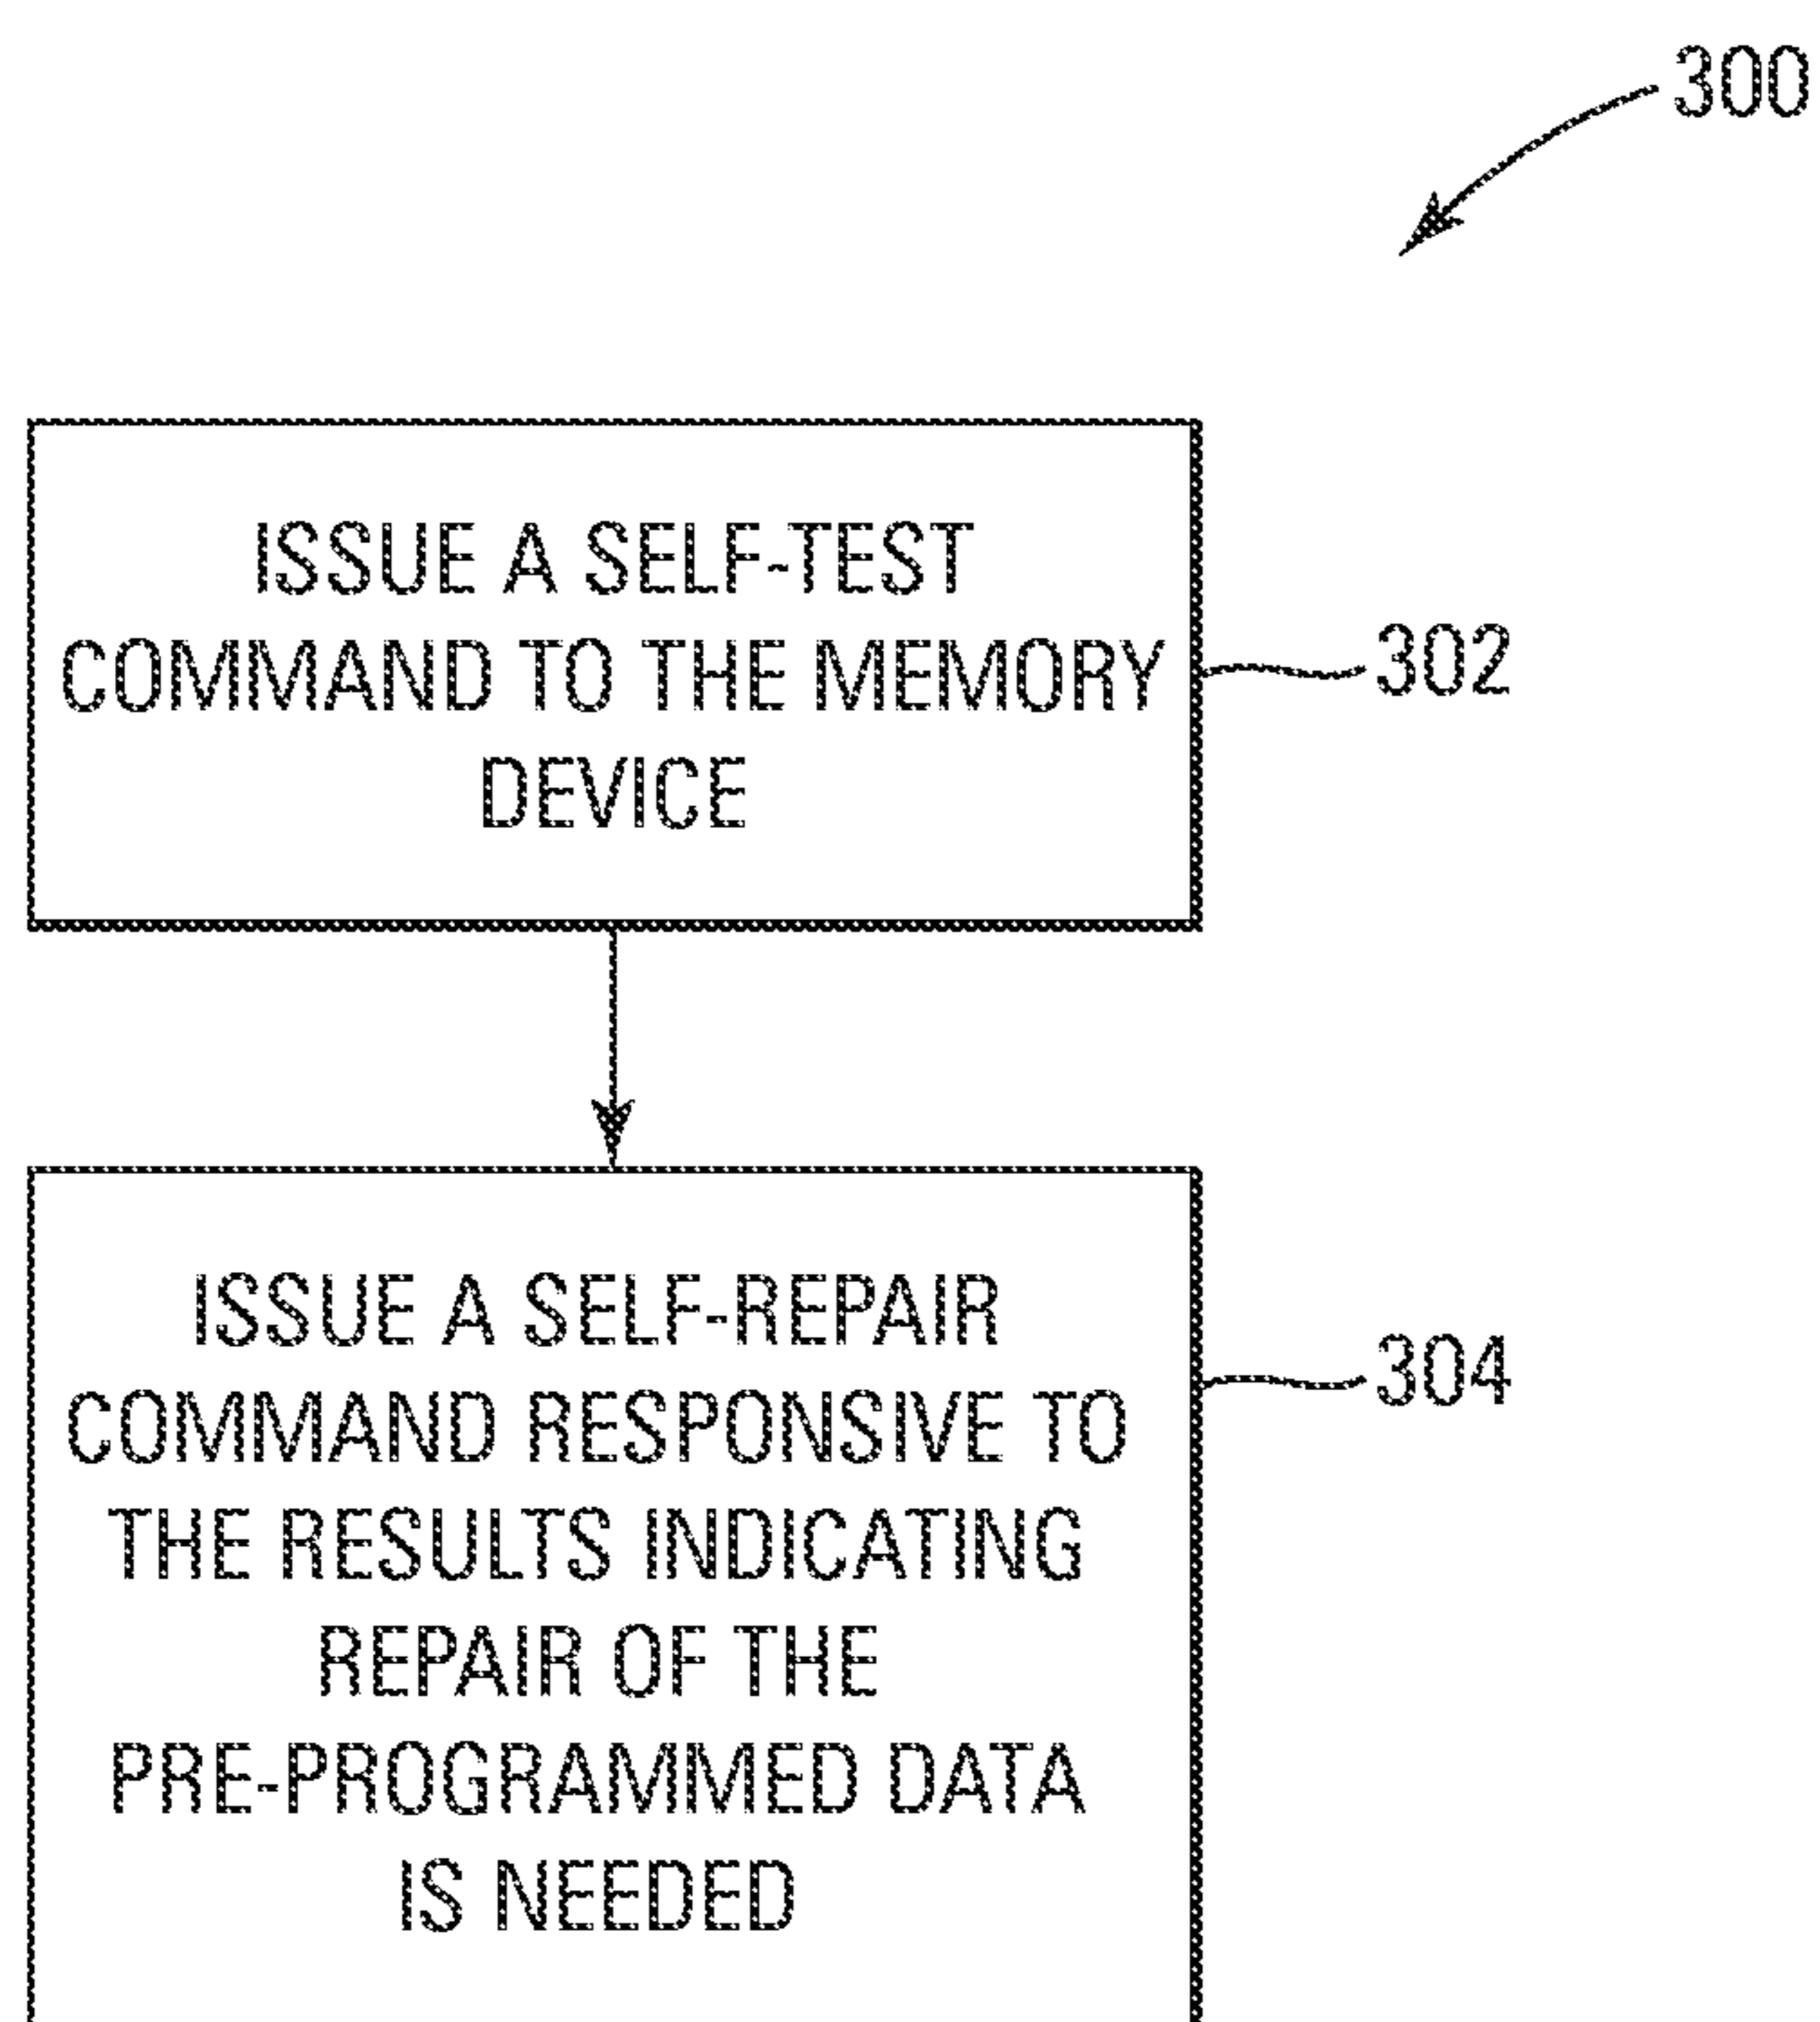 300
ISSUE A SELF-TEST
COMMAND TO THE MEMORY
DEVICE
302
ISSUE A SELF-REPAIR
COMMAND RESPONSIVE TO
THE RESULTS INDICATING
REPAIR OF THE
PRE-PROGRAMMED DATA
IS NEEDED
304